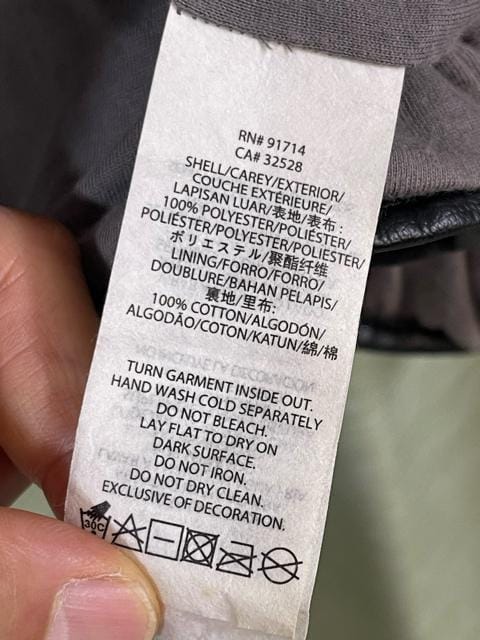 RN# 91714
CA# 32528
SHELL/CAREY/EXTERIOR/
COUCHE EXTÉRIEURE/
LAPISAN LUAR/表地/表布:
100% POLYESTER/POLIÉSTER/
POLIÉSTER/POLYESTER/POLIESTER/
ポリエステル/聚酯纤维
LINING/FORRO/FORRO/
DOUBLURE/BAHAN PELAPIS/
裏地/里布:
100% COTTON/ALGODÓN/
ALGODÃO/COTON/KATUN/綿/棉
TURN GARMENT INSIDE OUT.
HAND WASH COLD SEPARATELY
DO NOT BLEACH.
LAY FLAT TO DRY ON
DARK SURFACE.
DO NOT IRON.
DO NOT DRY CLEAN.
EXCLUSIVE OF DECORATION.
30C